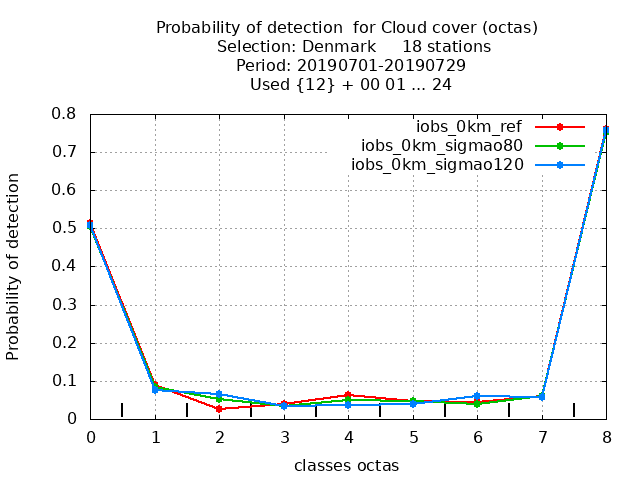 Probability of detection  for Cloud cover (octas)
Selection: Denmark     18 stations
Period: 20190701-20190729
Used {12} + 00 01 ... 24
iobs_0km_ref
iobs_0km_sigmao80
iobs_0km_sigmao120
Probability of detection
0.8
0.7
0.6
0.5
0.4
0.3
0.2
0.1
0
0 1 2 3 4 5 6 7 8
classes octas